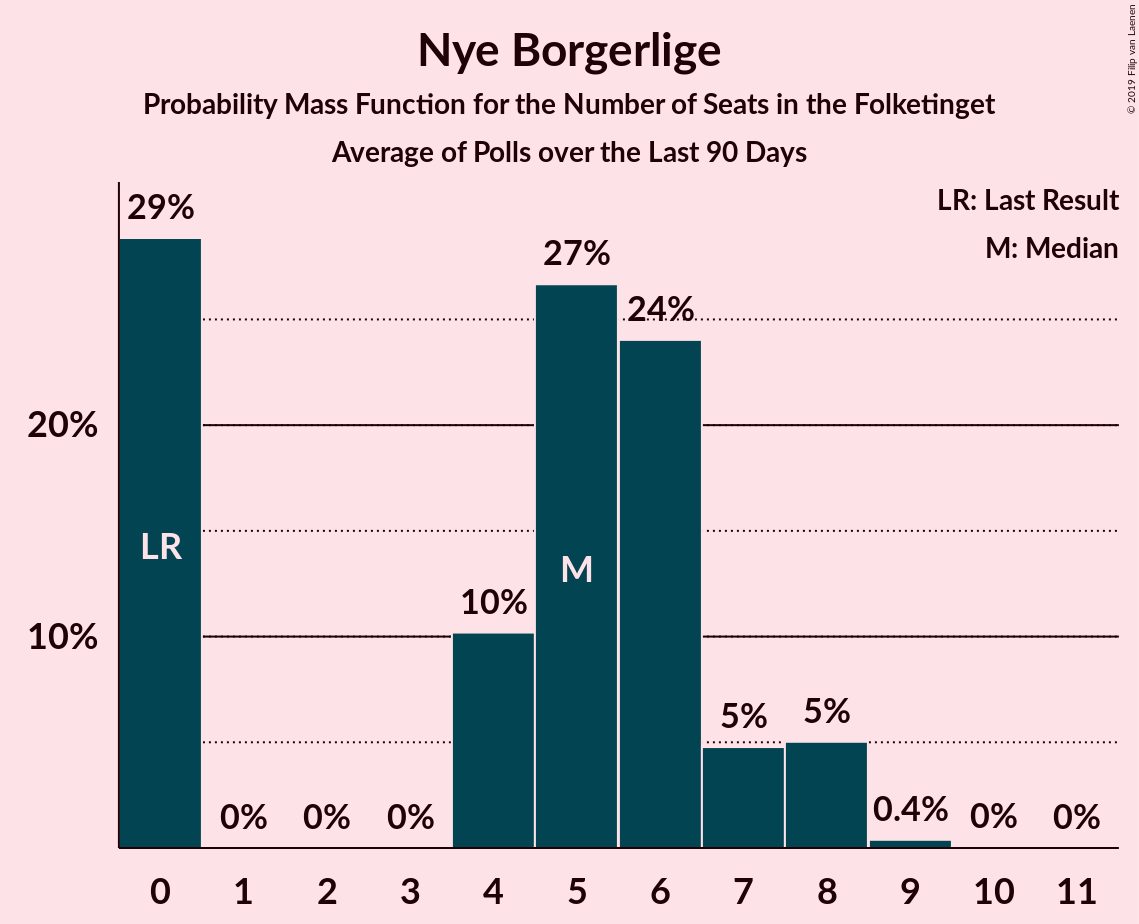 Nye Borgerlige
Probability Mass Function for the Number of Seats in the Folketinget
Average of Polls over the Last 90 Days
© 2019 Filip van Laenen
LR: Last Result
M: Median
29%
27%
24%
20%
LR
M
10%
10%
5%
5%
0%
0%
0%
0.4%
0%
0%
0 1 2 3 4 5 6 7 8 9 10 11